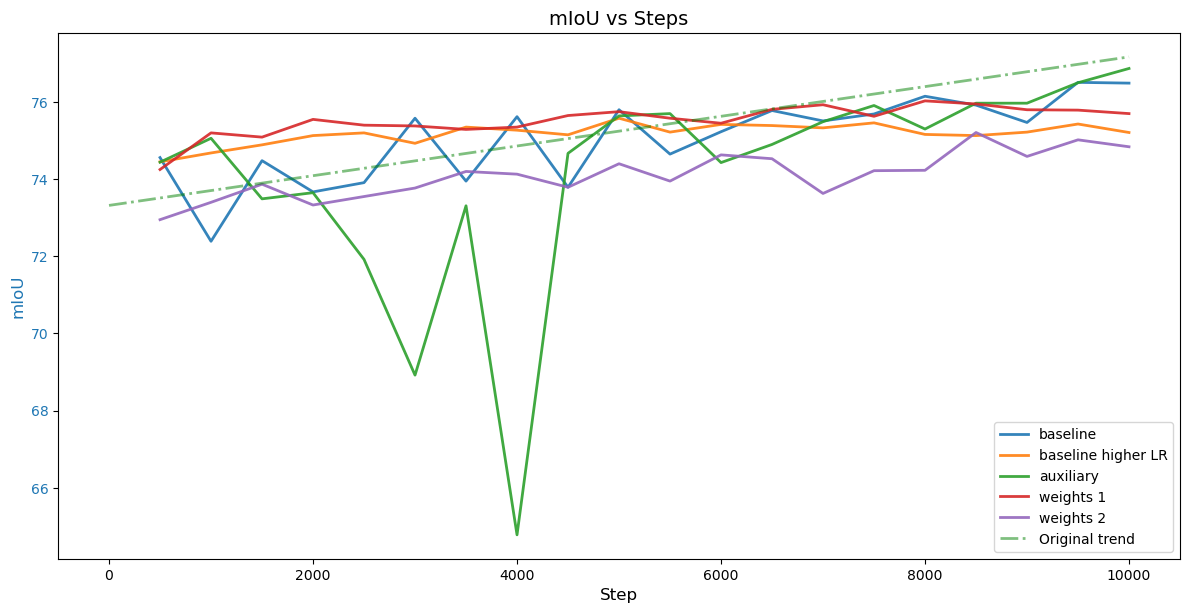 mIoU vs Steps
mIoU
76
74
72
70
68
66
0
2000
4000
6000
8000
10000
Step
baseline
baseline higher LR
auxiliary
weights 1
weights 2
Original trend